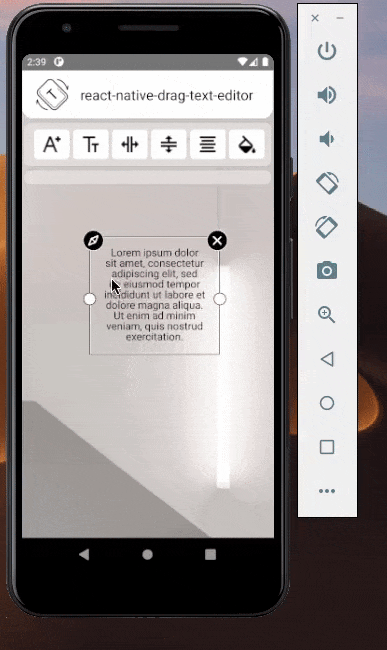 2:39
react-native-drag-text-editor
A+
TT
Lorem ipsum dolor
sit amet, consectetur
adipiscing elit, sed
eiusmod tempor
incididunt ut labore et
dolore magna aliqua.
Ut enim ad minim
veniam, quis nostrud
exercitation.